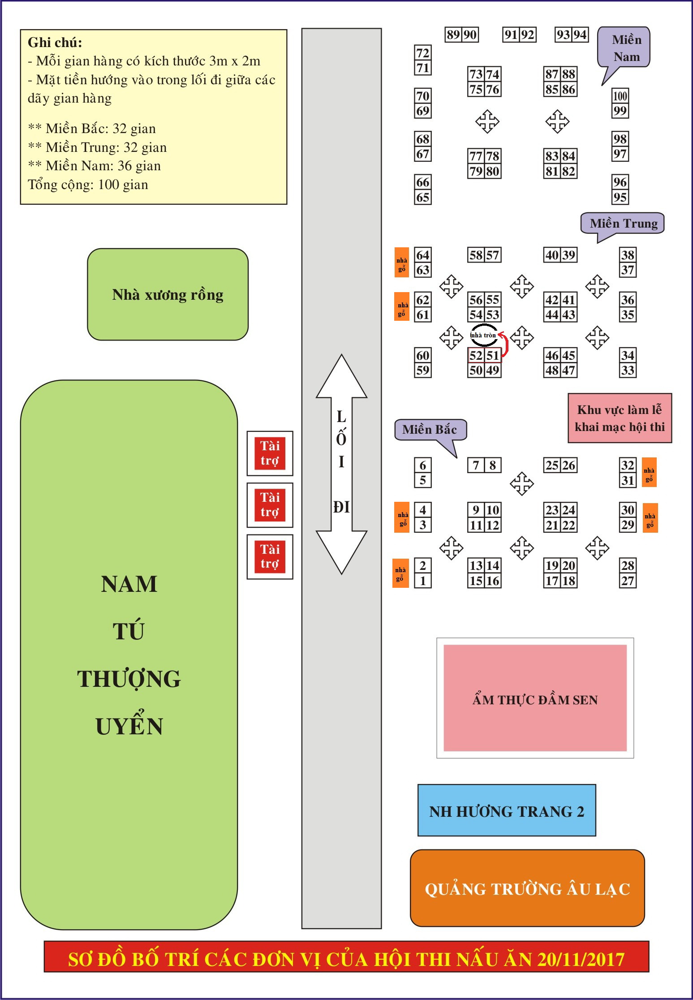 Ghi chú:
- Mỗi gian hàng có kích thước 3m x 2m
- Mặt tiền hướng vào trong lối đi giữa các
dãy gian hàng
** Miền Bắc: 32 gian
** Miền Trung: 32 gian
** Miền Nam: 36 gian
Tổng cộng: 100 gian
Nhà xương rồng
NAM
TÚ
THƯỢNG
UYỂN
Tài
trợ
Tài
trợ
Tài
trợ
L
Ố
I
ĐI
89 90 91 92 93 94
Miền
Nam
72
71
73 74 87 88
75 76 85 86
70 100
69 99
68 98
67 97
77 78 83 84
79 80 81 82
66 96
65 95
Miền Trung
nhà
gỗ
64 58 57 40 39 38
63 37
nhà
gỗ
62 56 55 42 41 36
61 54 53 44 43 35
nhà tròn
60 52 51 46 45 34
59 50 49 48 47 33
Khu vực làm lễ
khai mạc hội thi
Miền Bắc
6 7 8 25 26 32
5 31
nhà
gỗ
nhà
gỗ
4 9 10 23 24 30
3 11 12 21 22 29
nhà
gỗ
nhà
gỗ
2 13 14 19 20 28
1 15 16 17 18 27
ẨM THỰC ĐẦM SEN
NH HƯƠNG TRANG 2
QUẢNG TRƯỜNG ÂU LẠC
SƠ ĐỒ BỐ TRÍ CÁC ĐƠN VỊ CỦA HỘI THI NẤU ĂN 20/11/2017